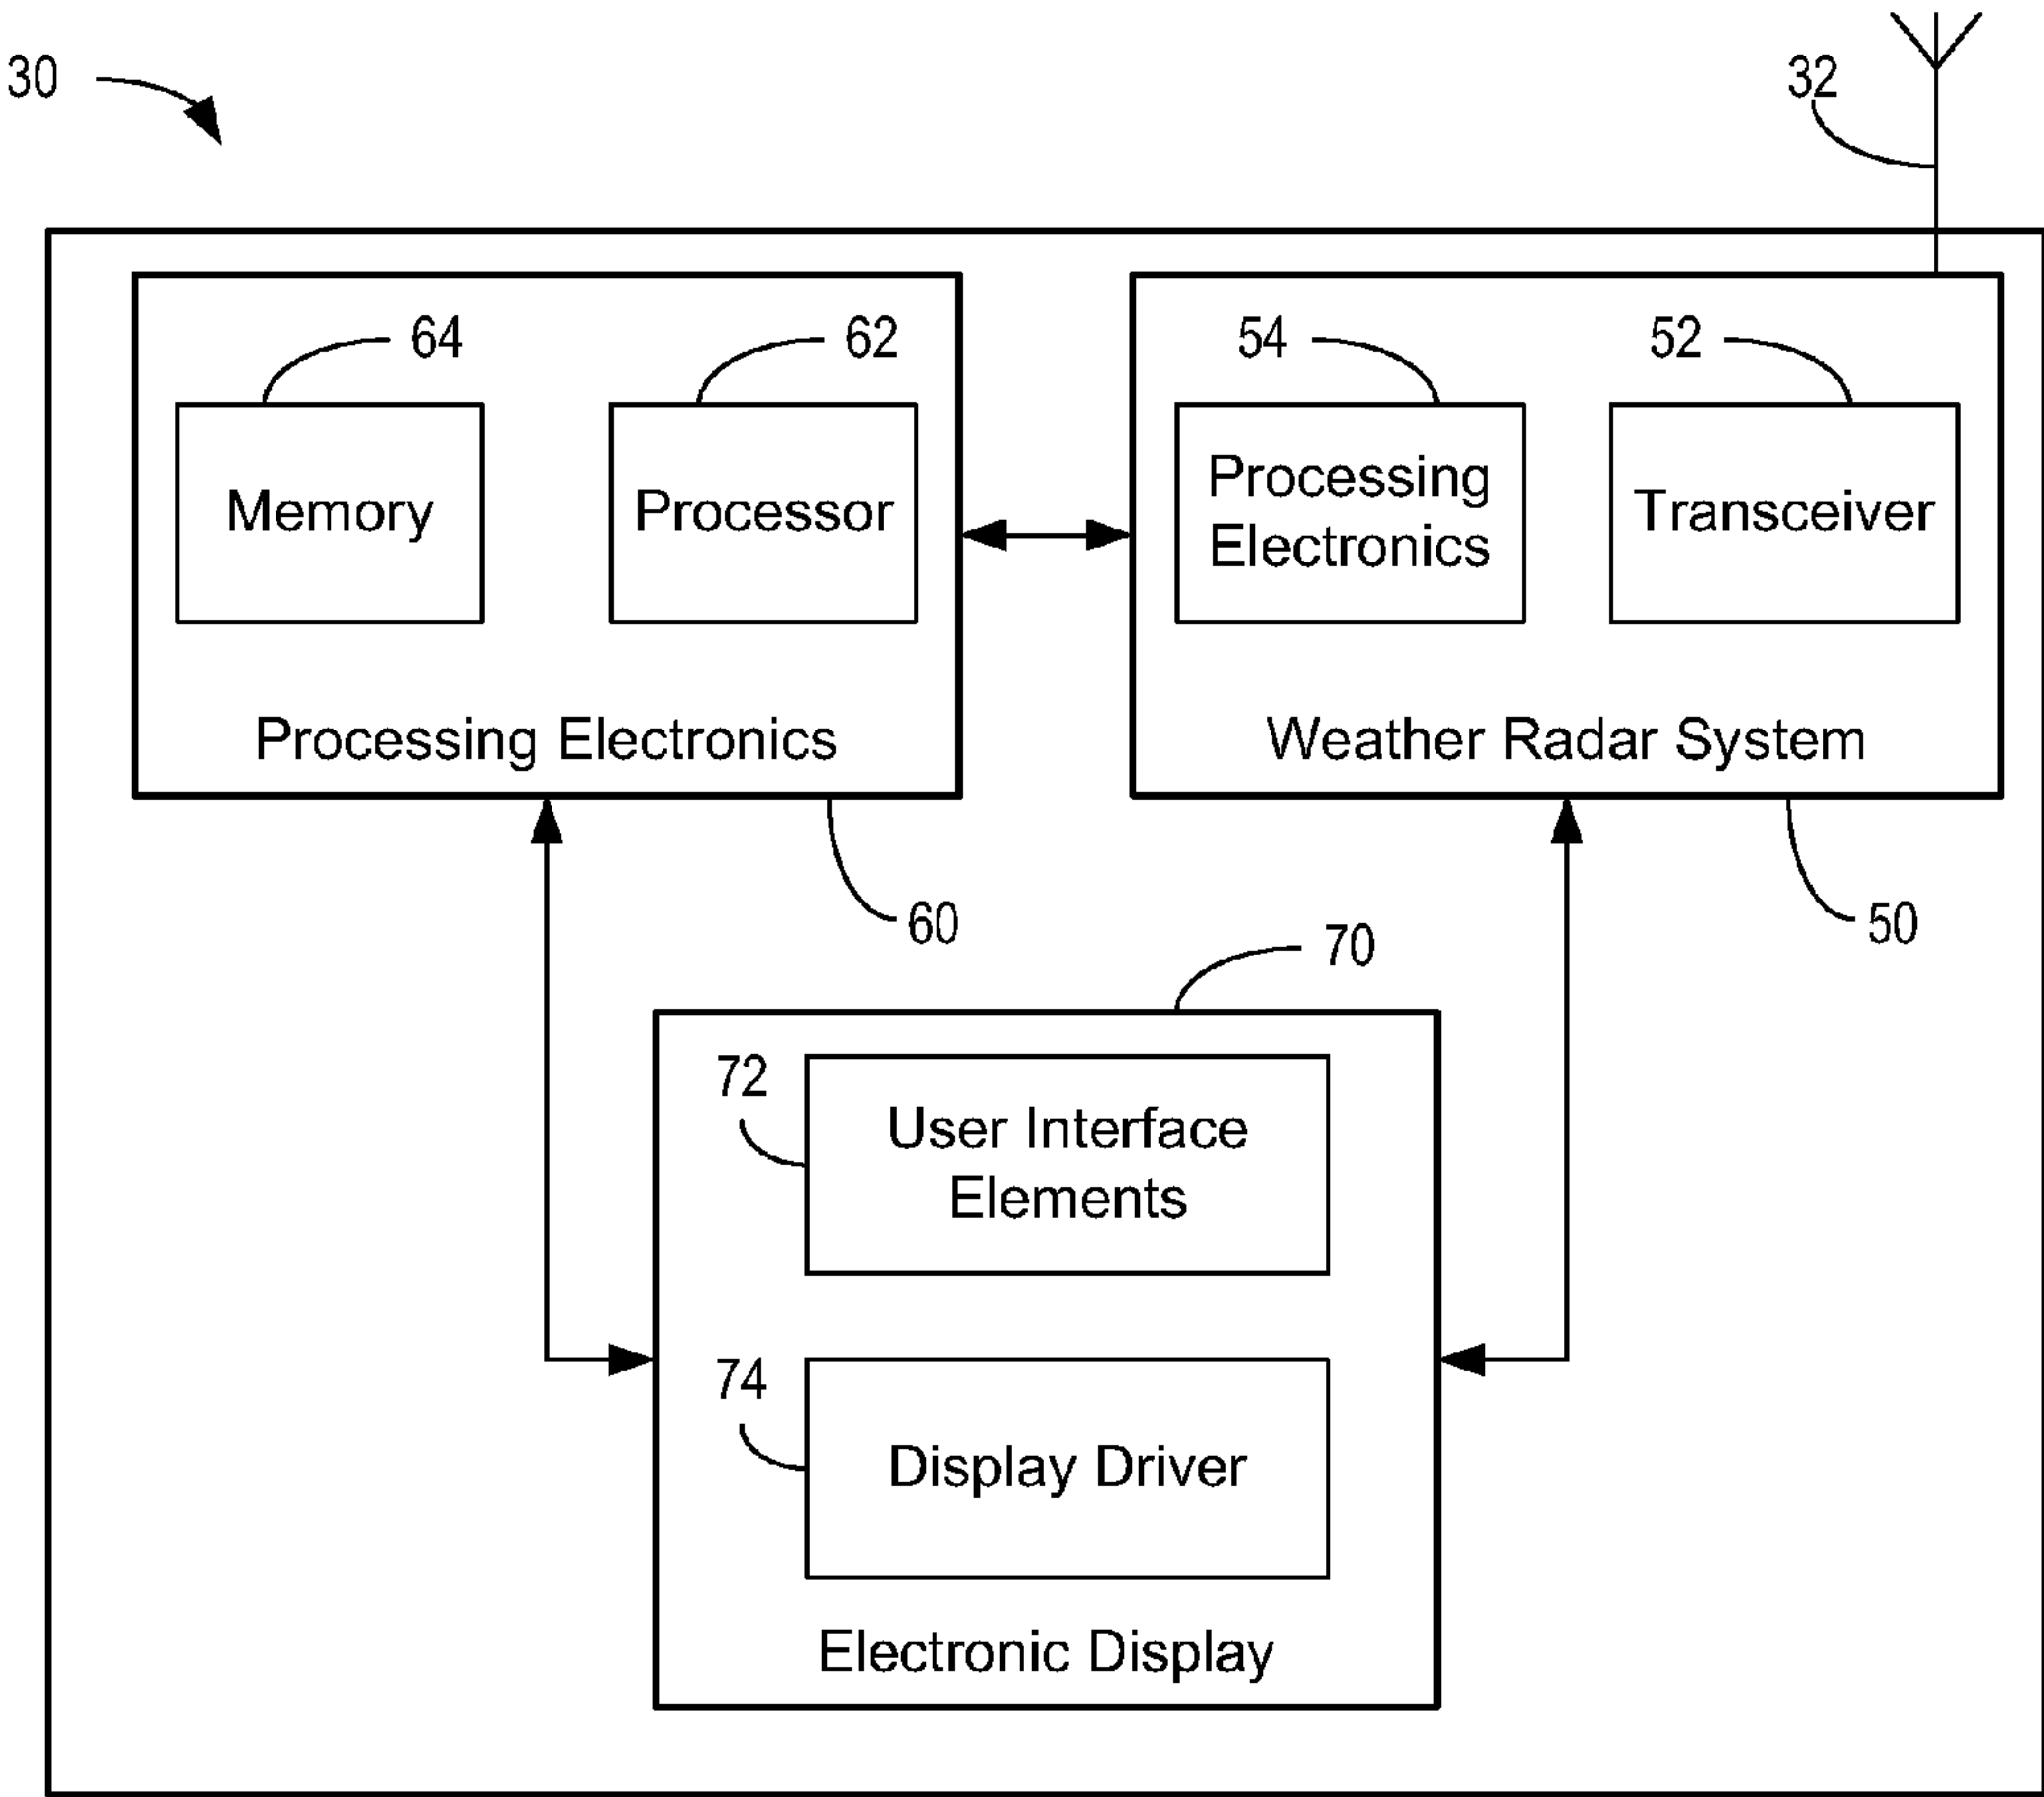 30
32
64
62
54
52
Memory
Processor
Processing
Electronics
Transceiver
Processing Electronics
Weather Radar System
60
50
70
72
User Interface
Elements
74
Display Driver
Electronic Display